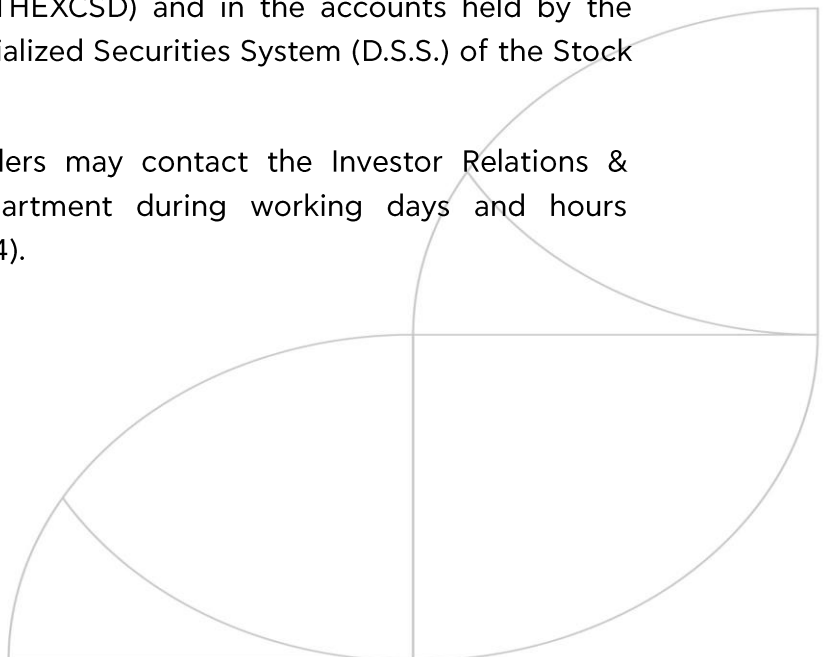 THEXCSD) and in the accounts held by the
ialized Securities System (D.S.S.) of the Stock
ders may contact the Investor Relations &
artment during working days and hours
4).